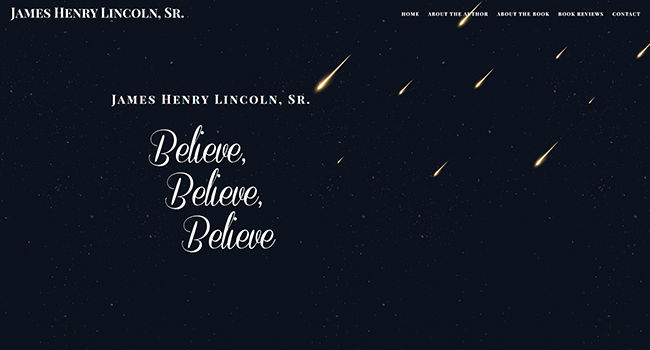 James Henry Lincoln, Sr.
HOME ABOUT THE AUTHOR ABOUT THE BOOK BOOK REVIEWS CONTACT
James Henry Lincoln, Sr.
Believe,
Believe,
Believe